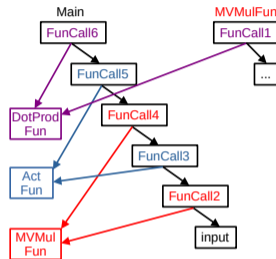 Main
MVMulFun
FunCall6
FunCall1
FunCall5
...
DotProd
Fun
FunCall4
FunCall3
Act
Fun
FunCall2
MVMul
Fun
input